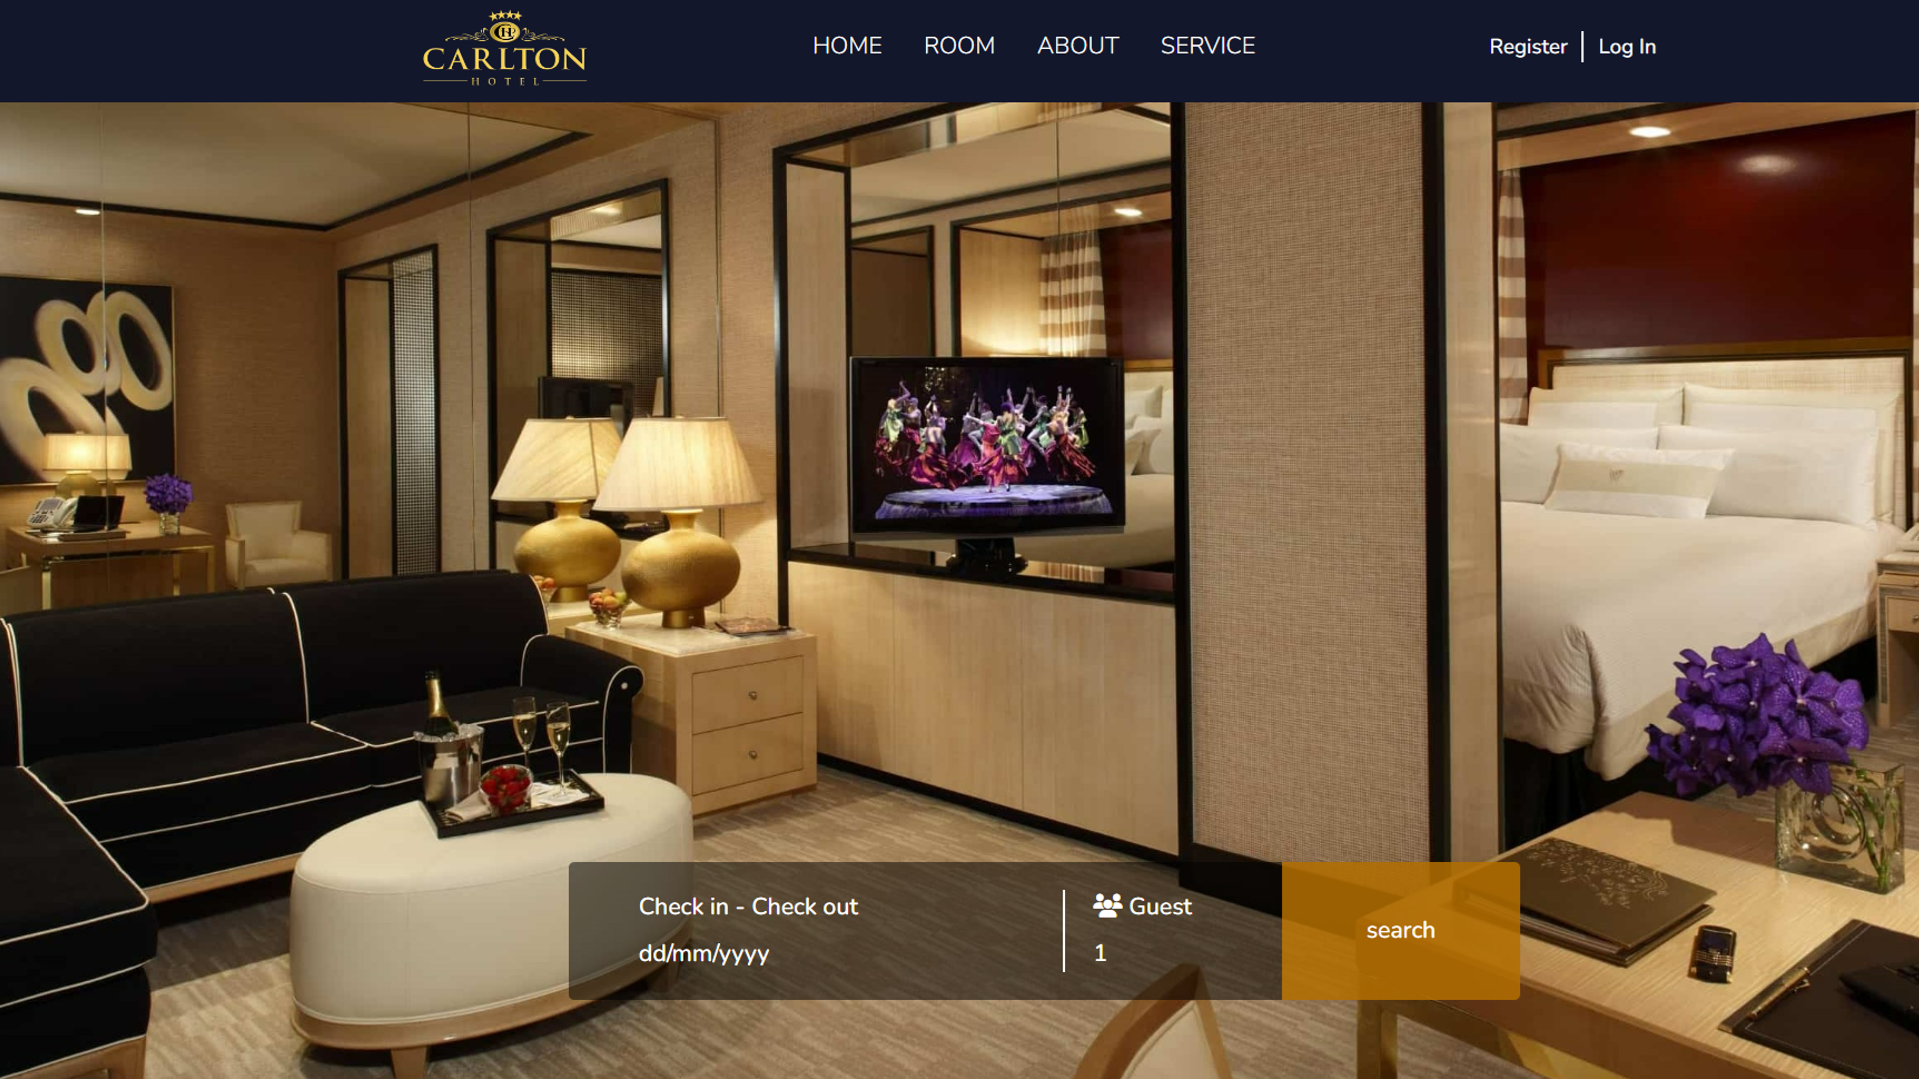 CARLTON
HOTEL
HOME ROOM ABOUT SERVICE
Register Log In
Check in - Check out
dd/mm/yyyy
Guest
1
search